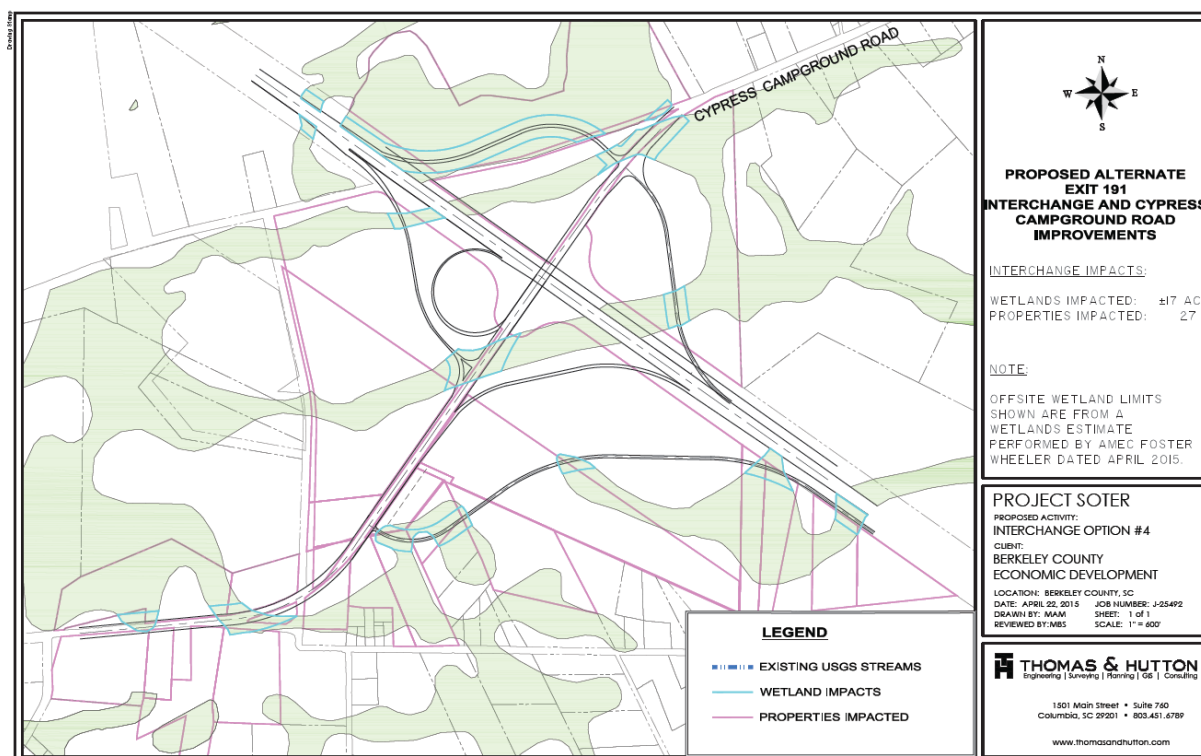 CYPRESS CAMPGROUND ROAD
N
W
E
S
PROPOSED ALTERNATE
EXIT 191
INTERCHANGE AND CYPRESS
CAMPGROUND ROAD
IMPROVEMENTS
INTERCHANGE IMPACTS:
WETLANDS IMPACTED: ±17 AC
PROPERTIES IMPACTED: 27
NOTE:
OFFSITE WETLAND LIMITS
SHOWN ARE FROM A
WETLANDS ESTIMATE
PERFORMED BY AMEC FOSTER
WHEELER DATED APRIL 2015.
PROJECT SOTER
PROPOSED ACTIVITY:
INTERCHANGE OPTION #4
CLIENT:
BERKELEY COUNTY
ECONOMIC DEVELOPMENT
LOCATION: BERKELEY COUNTY, SC
DATE: APRIL 22, 2015 JOB NUMBER: J-25492
DRAWN BY: MAM SHEET: 1 of 1
REVIEWED BY:MBS SCALE: 1" = 600'
LEGEND
EXISTING USGS STREAMS
WETLAND IMPACTS
PROPERTIES IMPACTED
TH THOMAS & HUTTON
Engineering | Surveying | Planning | GIS | Consulting
1501 Main Street • Suite 760
Columbia, SC 29201 • 803.451.6789
www.thomasandhutton.com